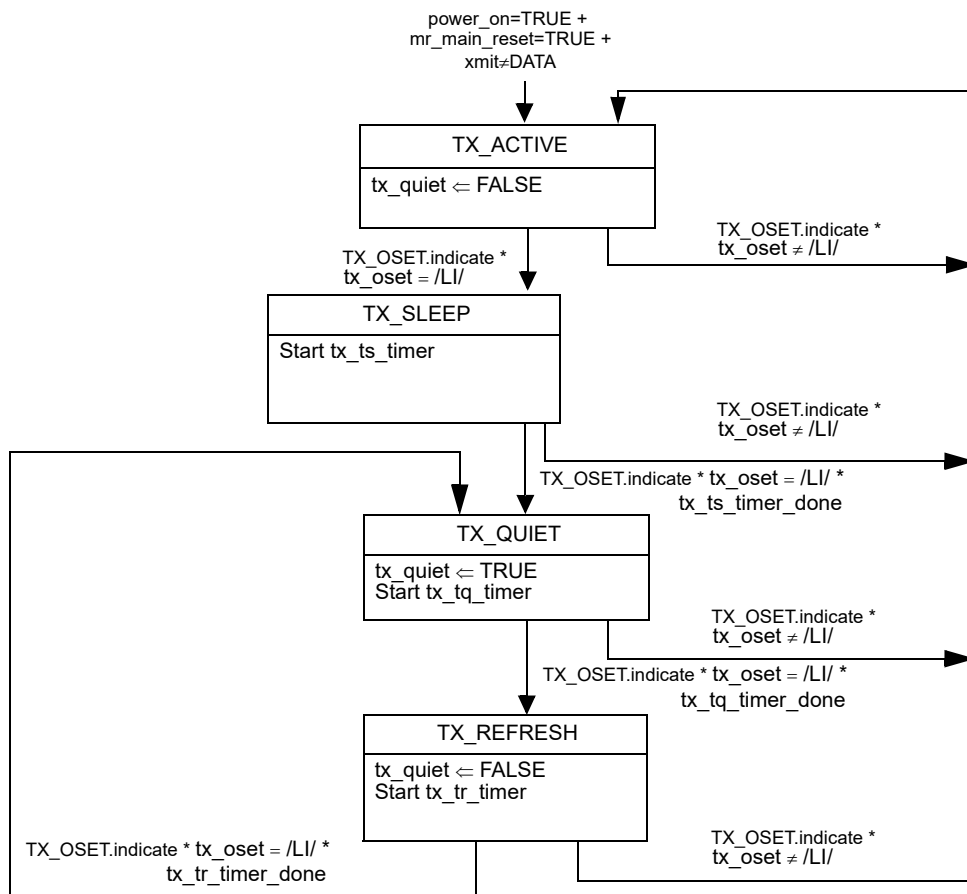 power_on=TRUE +
mr_main_reset=TRUE +
xmit≠DATA
TX_ACTIVE
tx_quiet ⇐ FALSE
TX_OSET.indicate *
tx_oset ≠ /LI/
TX_OSET.indicate *
tx_oset = /LI/
TX_SLEEP
Start tx_ts_timer
TX_OSET.indicate *
tx_oset ≠ /LI/
TX_OSET.indicate * tx_oset = /LI/ *
tx_ts_timer_done
TX_QUIET
tx_quiet ⇐ TRUE
Start tx_tq_timer
TX_OSET.indicate *
tx_oset ≠ /LI/
TX_OSET.indicate * tx_oset = /LI/ *
tx_tq_timer_done
TX_REFRESH
tx_quiet ⇐ FALSE
Start tx_tr_timer
TX_OSET.indicate *
tx_oset ≠ /LI/
TX_OSET.indicate * tx_oset = /LI/ *
tx_tr_timer_done